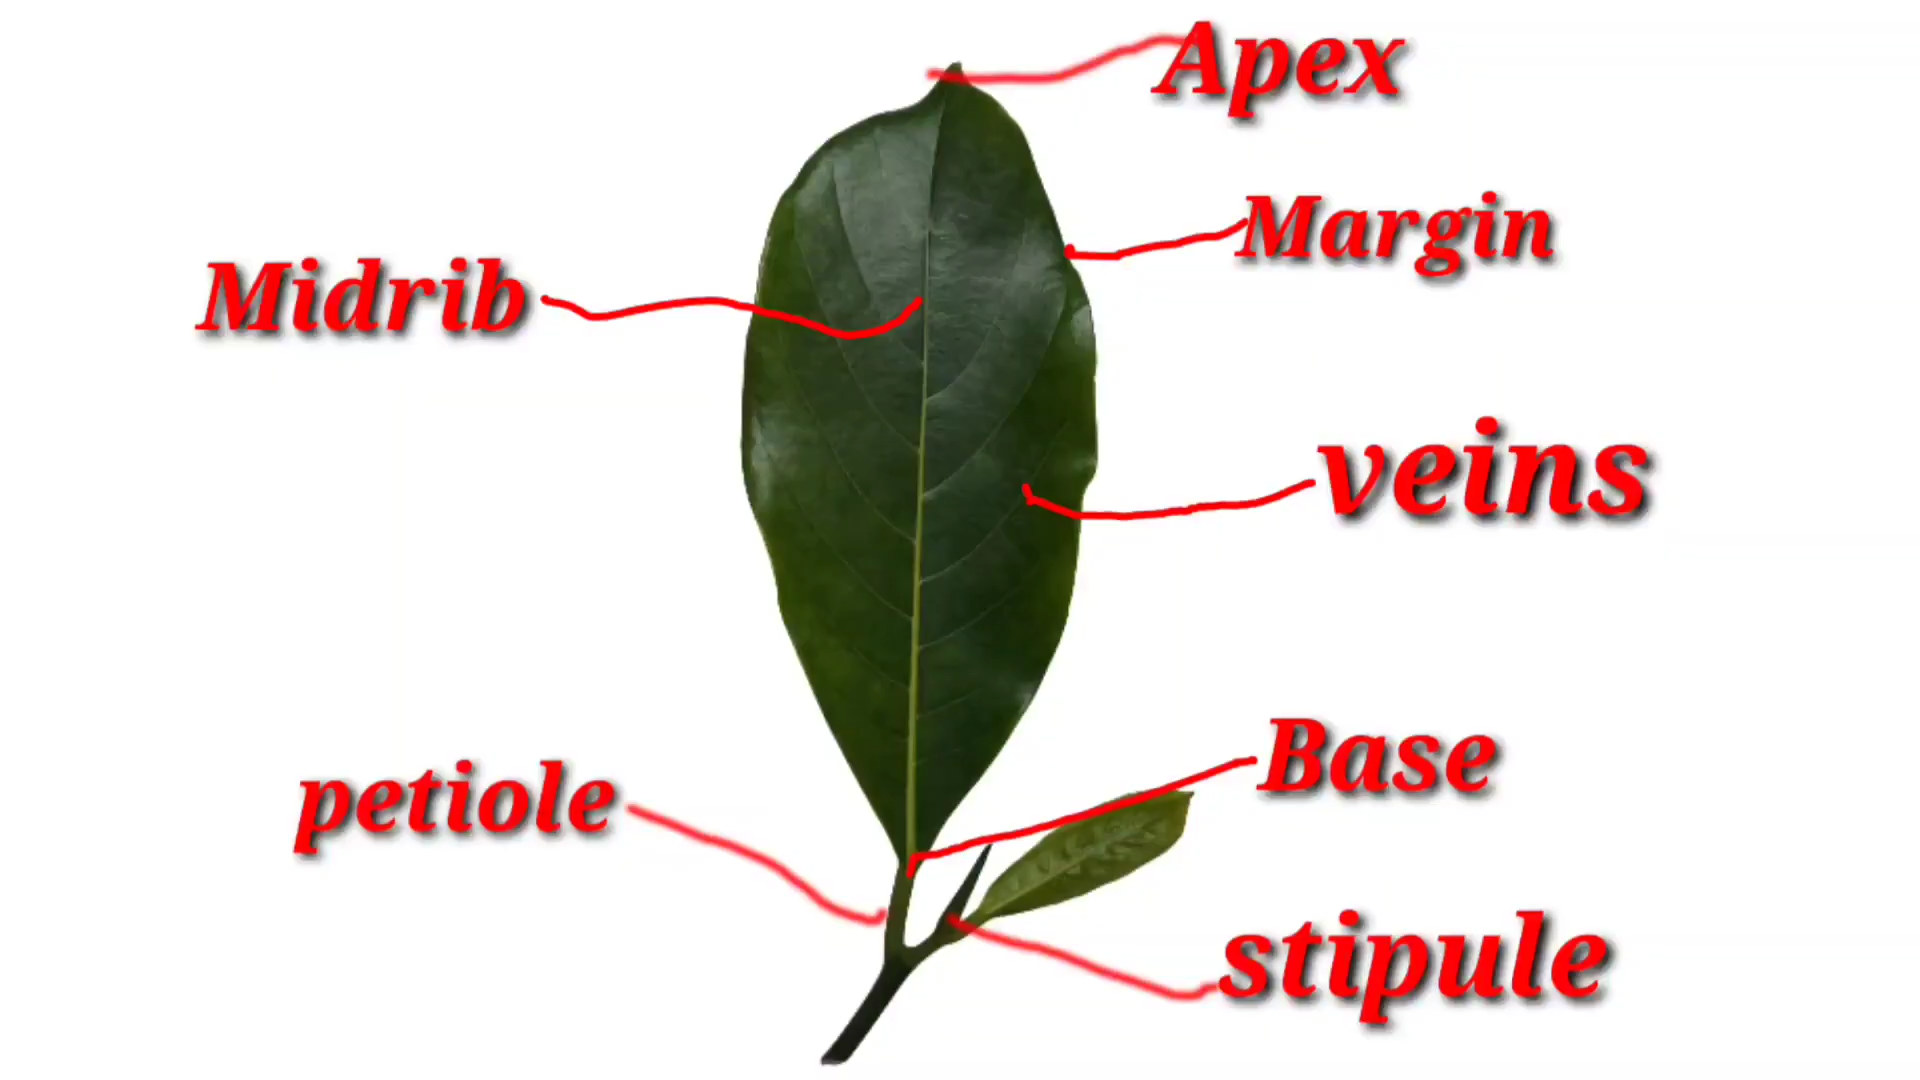 Apex
Margin
Midrib
veins
Base
petiole
stipule